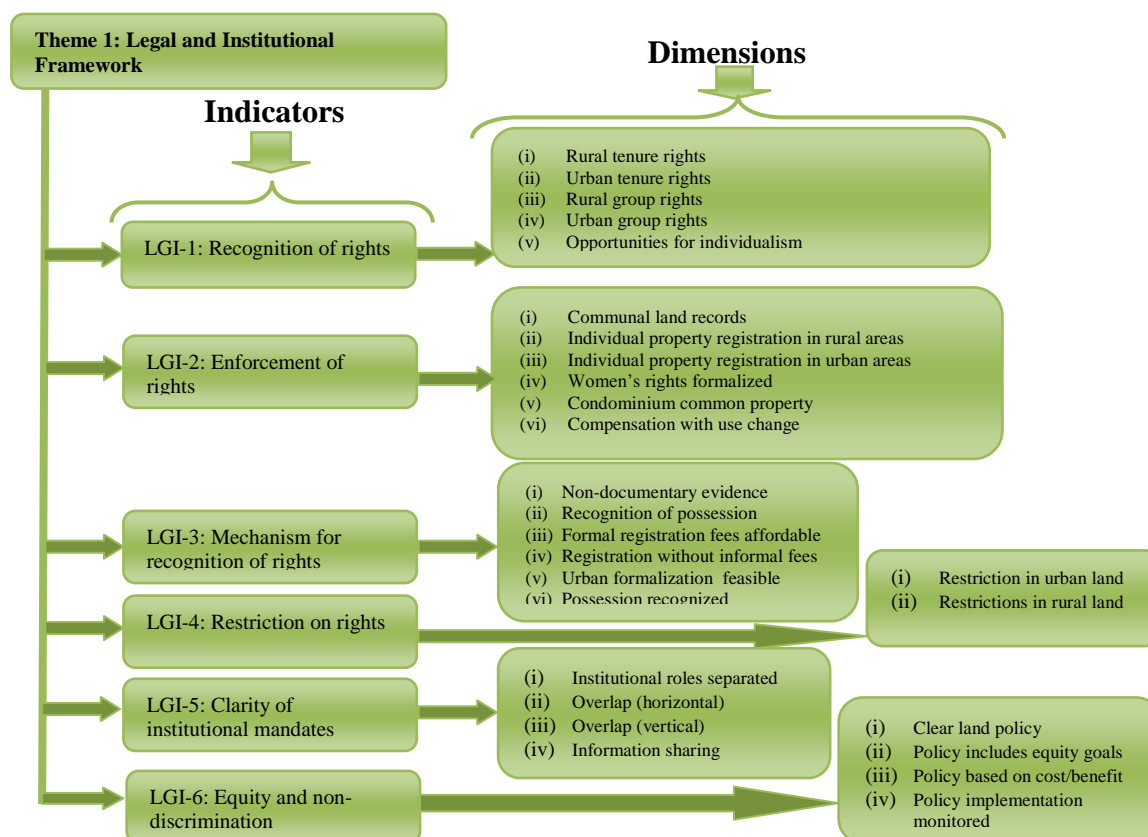 Theme 1: Legal and Institutional
Framework
Indicators
Dimensions
LGI-1: Recognition of rights
(i) Rural tenure rights
(ii) Urban tenure rights
(iii) Rural group rights
(iv) Urban group rights
(v) Opportunities for individualism
LGI-2: Enforcement of
rights
(i) Communal land records
(ii) Individual property registration in rural areas
(iii) Individual property registration in urban areas
(iv) Women’s rights formalized
(v) Condominium common property
(vi) Compensation with use change
LGI-3: Mechanism for
recognition of rights
(i) Non-documentary evidence
(ii) Recognition of possession
(iii) Formal registration fees affordable
(iv) Registration without informal fees
(v) Urban formalization feasible
(vi) Possession recognized
LGI-4: Restriction on rights
(i) Restriction in urban land
(ii) Restrictions in rural land
LGI-5: Clarity of
institutional mandates
(i) Institutional roles separated
(ii) Overlap (horizontal)
(iii) Overlap (vertical)
(iv) Information sharing
LGI-6: Equity and non-
discrimination
(i) Clear land policy
(ii) Policy includes equity goals
(iii) Policy based on cost/benefit
(iv) Policy implementation
monitored